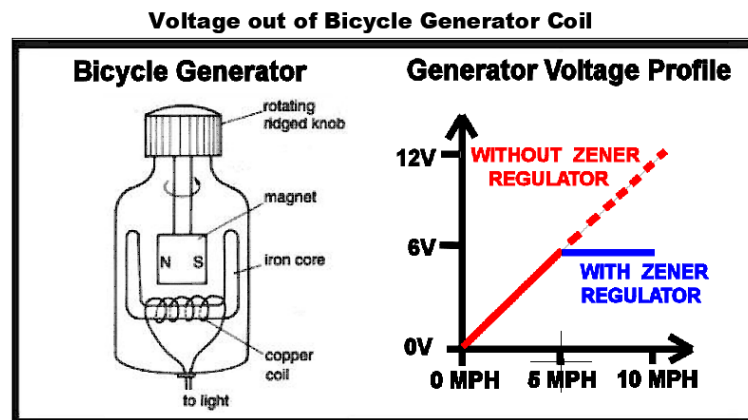 Voltage out of Bicycle Generator Coil
Bicycle Generator
rotating
ridged knob
magnet
N S
iron core
copper
coil
to light
Generator Voltage Profile
12V
WITHOUT ZENER
REGULATOR
6V
WITH ZENER
REGULATOR
0V
0 MPH 5 MPH 10 MPH